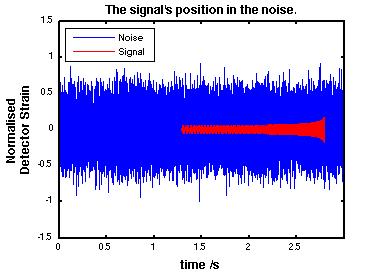 The signal's position in the noise.
Noise
Signal
Normalised
Detector Strain
1.5
1
0.5
0
-0.5
-1
-1.5
0
0.5
1
1.5
2
2.5
time /s